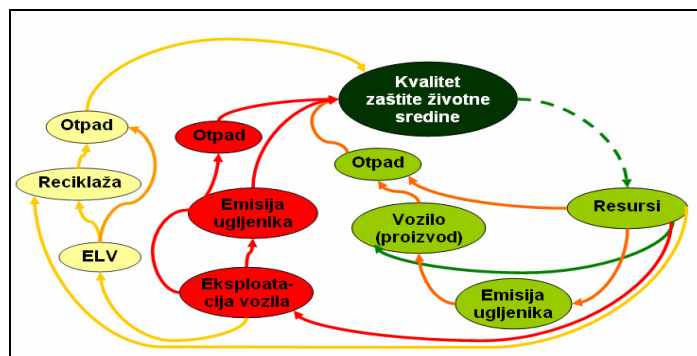 Kvalitet
zaštite životne
sredine
Otpad
Otpad
Otpad
Reciklaža
Emisija
ugljenika
Vozilo
(proizvod)
Resursi
ELV
Eksploata-
cija vozila
Emisija
ugljenika